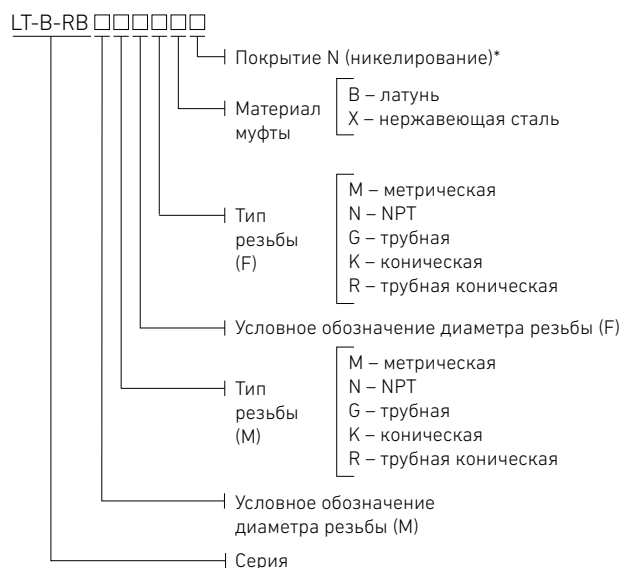 LT-B-RB □□□□□□
Покрытие N (никелирование)*
Материал
муфты
B – латунь
X – нержавеющая сталь
Тип
резьбы
(F)
M – метрическая
N – NPT
G – трубная
K – коническая
R – трубная коническая
Условное обозначение диаметра резьбы (F)
Тип
резьбы
(M)
M – метрическая
N – NPT
G – трубная
K – коническая
R – трубная коническая
Условное обозначение
диаметра резьбы (M)
Серия